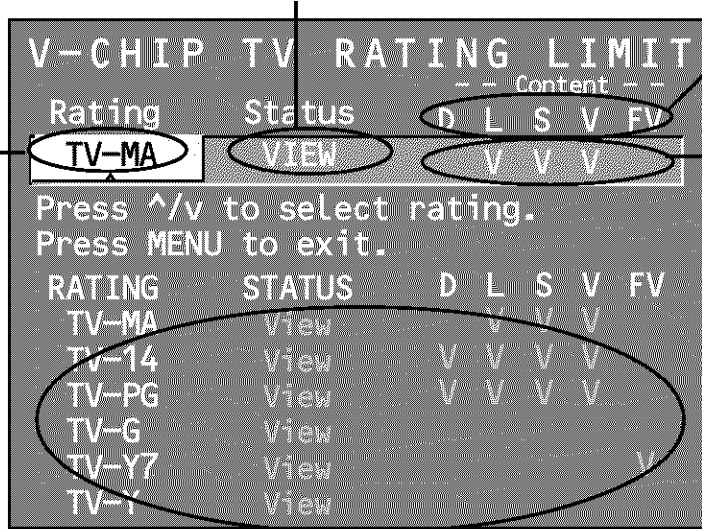 V-CHIP TV RATING LIMIT
- - Content - -
Rating Status D L S V FV
TV-MA VIEW V V V
Press ^/v to select rating.
Press MENU to exit.
RATING STATUS D L S V FV
TV-MA View V V V
TV-14 View V V V V
TV-PG View V V V V
TV-G View
TV-Y7 View V
TV-Y View